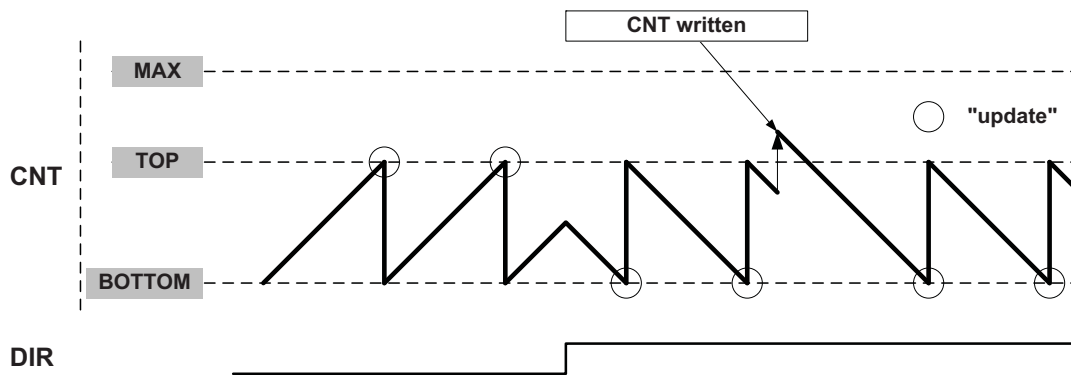 CNT written
MAX
"update"
TOP
CNT
BOTTOM
DIR